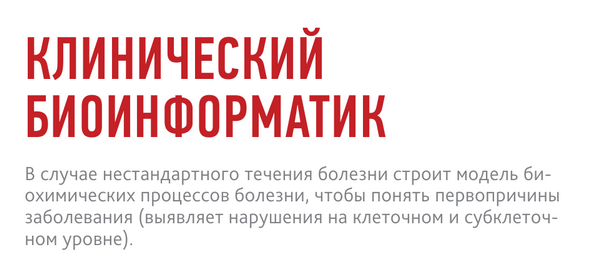 КЛИНИЧЕСКИЙ
БИОИНФОРМАТИК
В случае нестандартного течения болезни строит модель би-
охимических процессов болезни, чтобы понять первопричины
заболевания (выявляет нарушения на клеточном и субклеточ-
ном уровне).